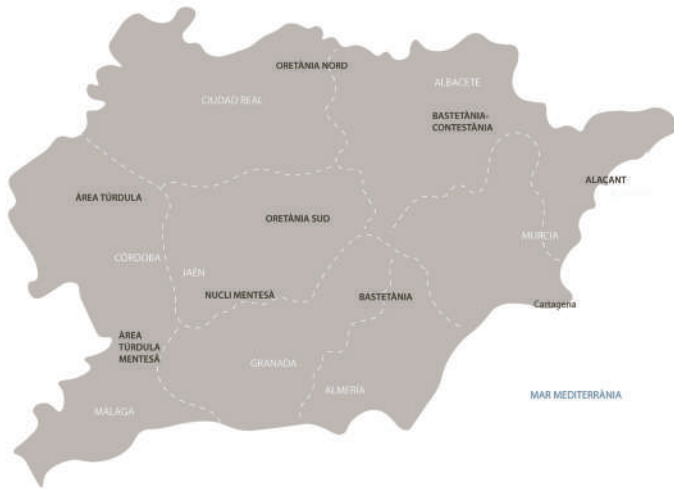 ORETÀNIA NORD
ALBACETE
CIUDAD REAL
BASTETÀNIA-
CONTESTÀNIA
ALACANT
ÀREA TÚRDULA
ORETÀNIA SUD
MURCIA
CÓRDOBA
JAÉN
NUCLI MENTESÀ
BASTETÀNIA
Cartagena
ÀREA
TÚRDULA
MENTESÀ
GRANADA
ALMERÍA
MAR MEDITERRÀNIA
MÁLAGA